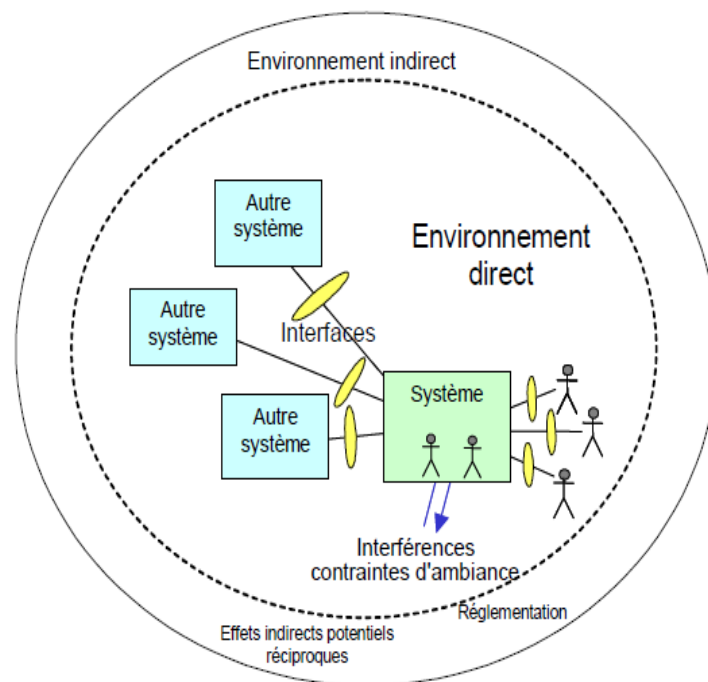 Environnement indirect
Autre
système
Environnement
direct
Autre
système
Interfaces
Autre
système
Système
Interférences
contraintes d'ambiance
Réglementation
Effets indirects potentiels
réciproques